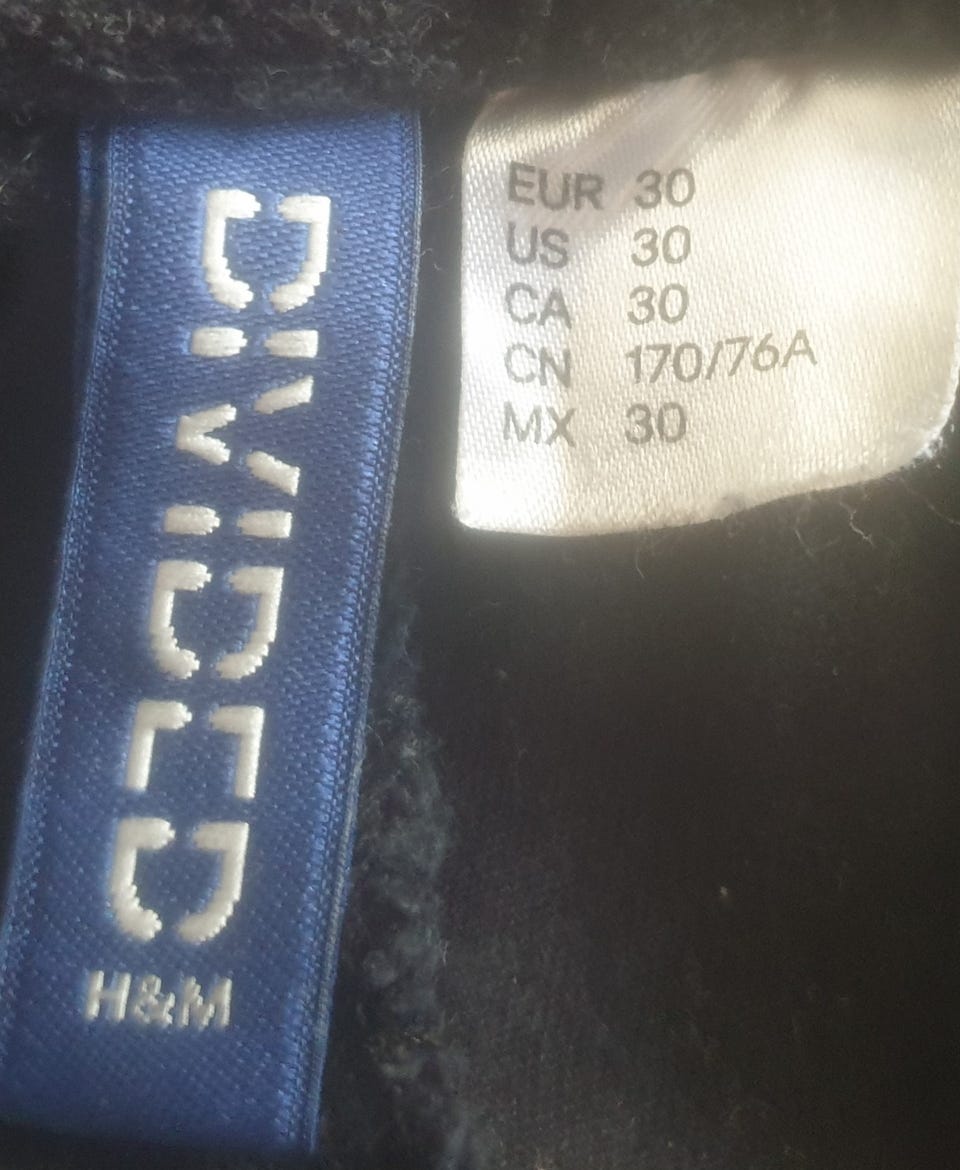 DIVIDED
H&M
EUR 30
US 30
CA 30
CN 170/76A
MX 30